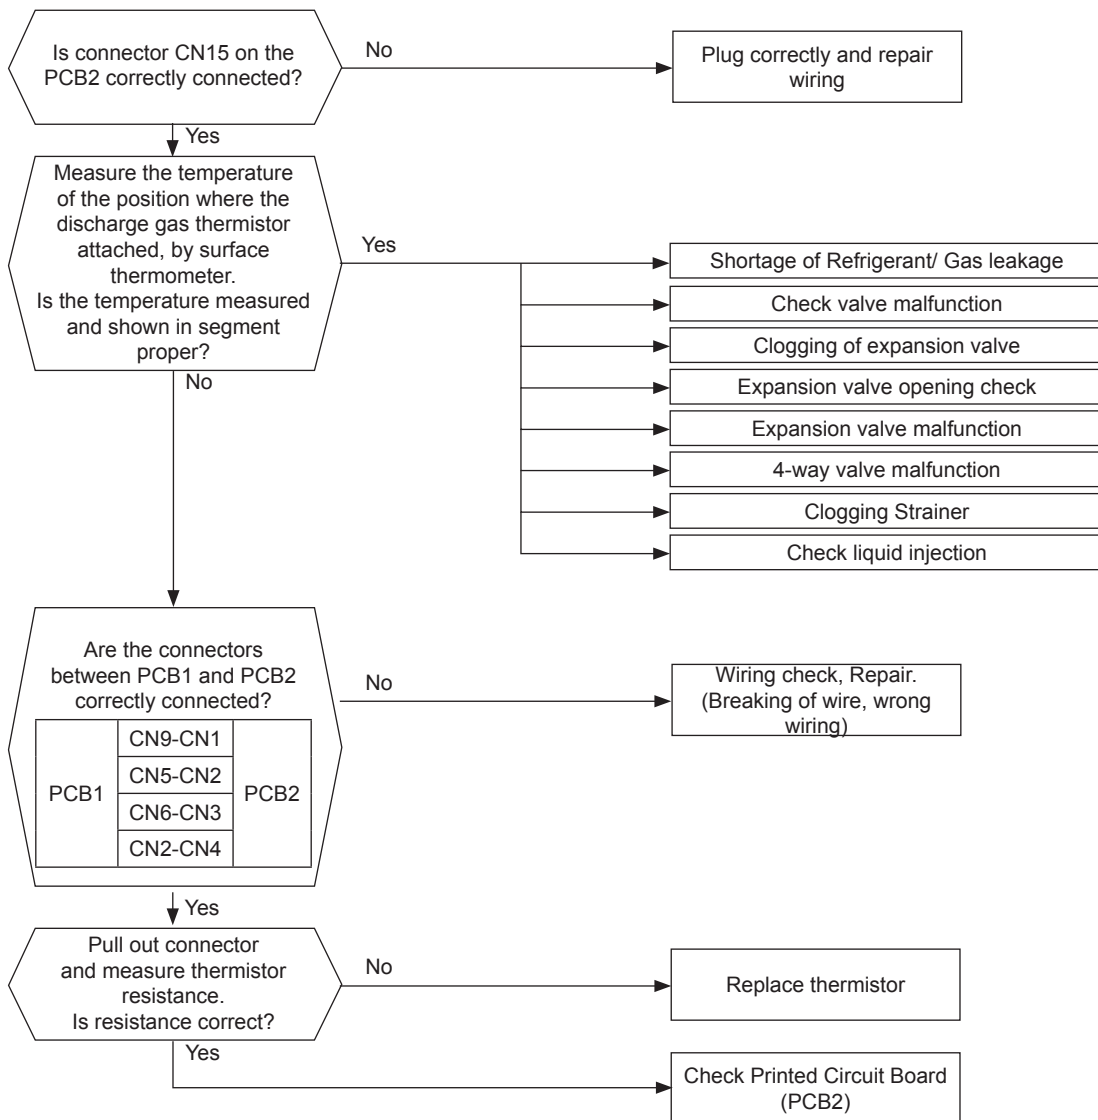 Is connector CN15 on the
PCB2 correctly connected?
No
Plug correctly and repair
wiring
Yes
Measure the temperature
of the position where the
discharge gas thermistor
attached, by surface
thermometer.
Is the temperature measured
and shown in segment
proper?
Yes
Shortage of Refrigerant/ Gas leakage
Check valve malfunction
Clogging of expansion valve
Expansion valve opening check
Expansion valve malfunction
4-way valve malfunction
Clogging Strainer
Check liquid injection
No
Are the connectors
between PCB1 and PCB2
correctly connected?
PCB1
CN9-CN1
CN5-CN2
CN6-CN3
CN2-CN4
PCB2
No
Wiring check, Repair.
(Breaking of wire, wrong
wiring)
Yes
Pull out connector
and measure thermistor
resistance.
Is resistance correct?
No
Replace thermistor
Yes
Check Printed Circuit Board
(PCB2)